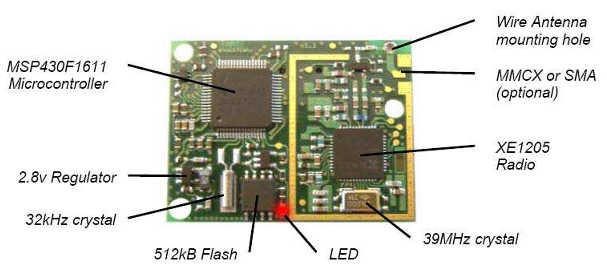 Wire Antenna
mounting hole
MSP430F1611
Microcontroller
MMCX or SMA
(optional)
XE1205
Radio
2.8v Regulator
32kHz crystal
512kB Flash
LED
39MHz crystal